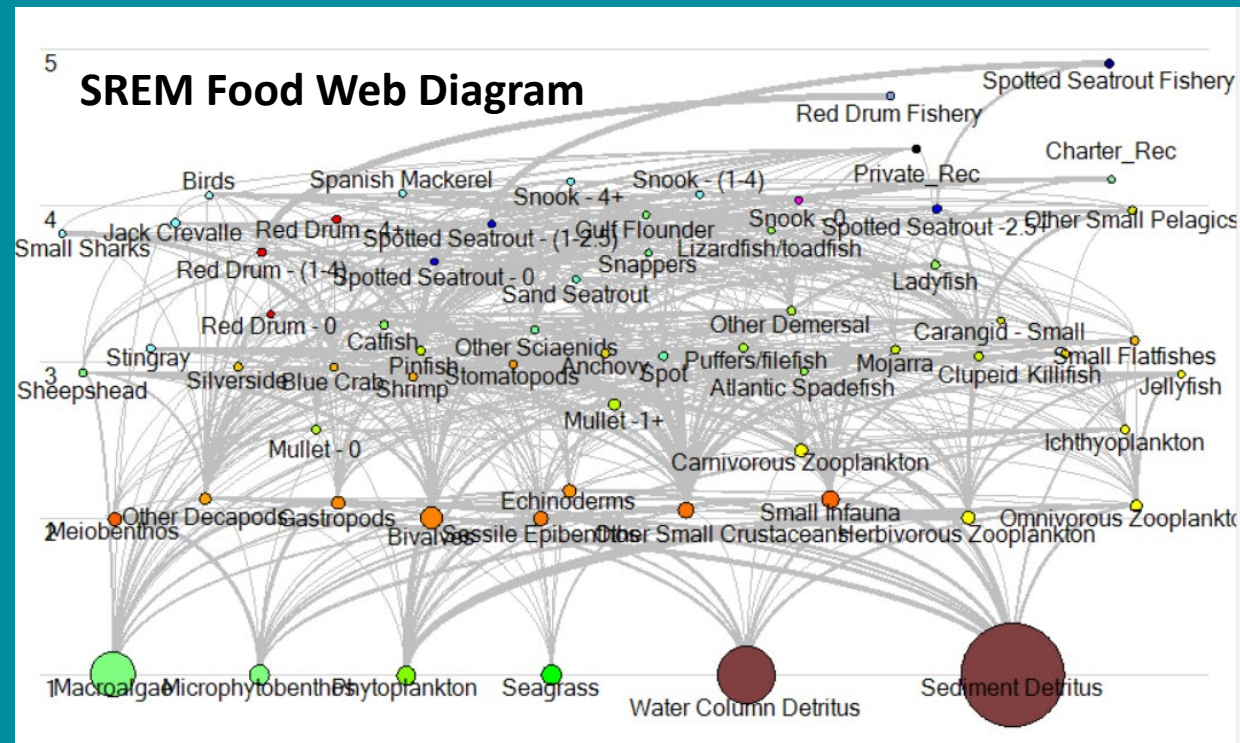 5
SREM Food Web Diagram
Spotted Seatrout Fishery
Red Drum Fishery
Charter_Rec
Private_Rec
Birds
Spanish Mackerel
Snook - 4+
Snook - (1-4)
4
Small Sharks
Jack Crevalle
Red Drum - 4+
Spotted Seatrout - (1-2.5)
Gulf Flounder
Snook - 0
Lizardfish/toadfish
Spotted Seatrout -2.5+
Other Small Pelagics
Red Drum - (1-4)
Spotted Seatrout - 0
Snappers
Sand Seatrout
Ladyfish
Red Drum - 0
Catfish
Other Sciaenids
Other Demersal
Carangid - Small
3
Sheepshead
Stingray
Silverside
Blue Crab
Pinfish
Shrimp
Stomatopods
Anchovy
Spot
Puffers/filefish
Atlantic Spadefish
Mojarra
Clupeid
Killifish
Small Flatfishes
Jellyfish
Mullet - 0
Mullet -1+
Carnivorous Zooplankton
Ichthyoplankton
2
Meiobenthos
Other Decapods
Gastropods
Bivalves
Echinoderms
Sessile Epibenthos
Other Small Crustaceans
Small Infauna
Herbivorous Zooplankton
Omnivorous Zooplankto
1
Macroalgae
Microphytobenthos
Phytoplankton
Seagrass
Water Column Detritus
Sediment Detritus